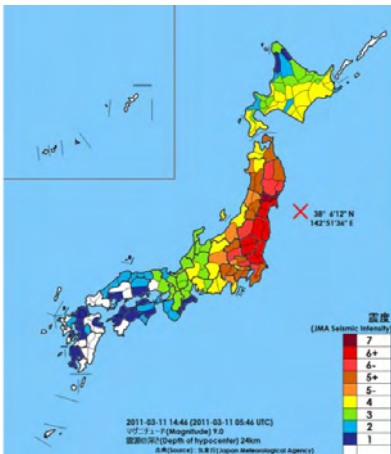 38° 6'12" N
142°51'36" E
震度
(JMA Seismic Intensity)
7
6+
6-
5+
5-
4
3
2
1
2011-03-11 14:46 (2011-03-11 05:46 UTC)
マグニチュード(Magnitude) 9.0
震源の深さ(Depth of hypocenter) 24km
出典(Source) : 気象庁(Japan Meteorological Agency)